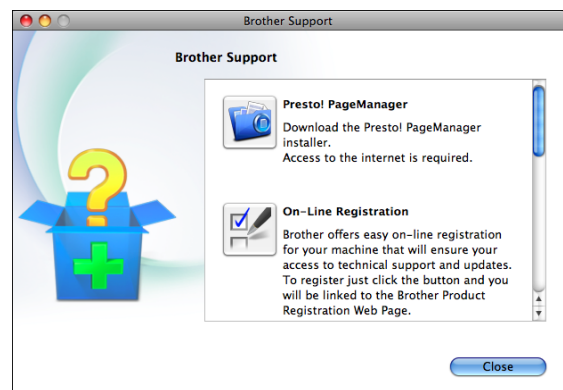 Brother Support
Brother Support
Presto! PageManager
Download the Presto! PageManager
installer.
Access to the internet is required.
On-Line Registration
Brother offers easy on-line registration
for your machine that will ensure your
access to technical support and updates.
To register just click the button and you
will be linked to the Brother Product
Registration Web Page.
Close